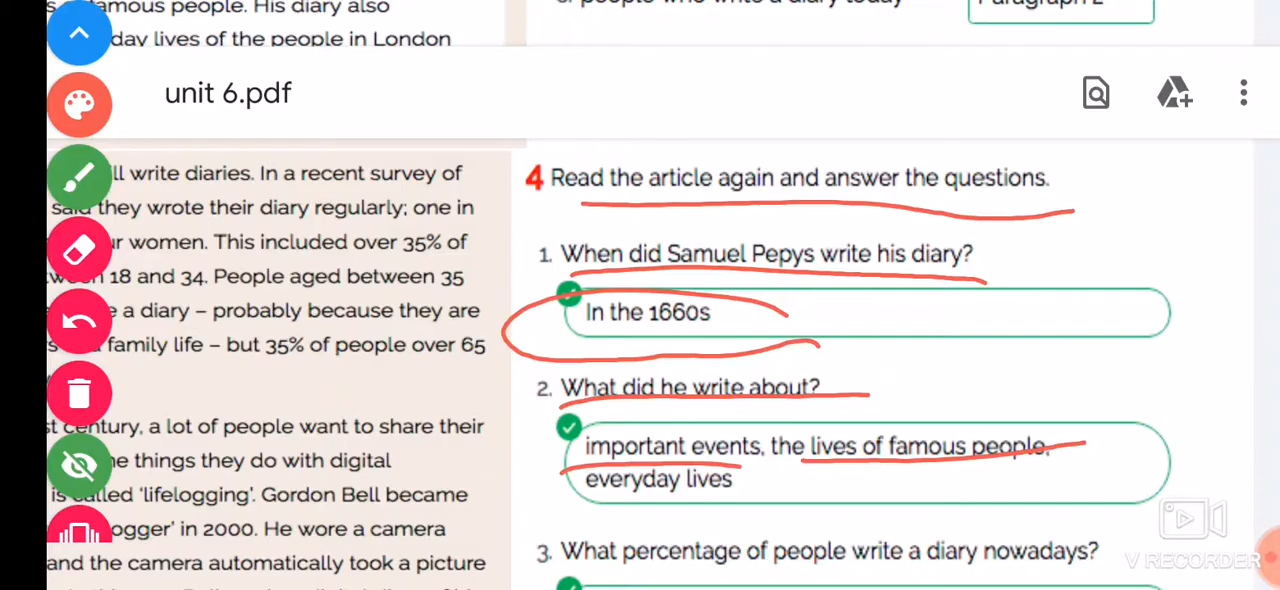 famous people. His diary also
day lives of the people in London
unit 6.pdf
write diaries. In a recent survey of
said they wrote their diary regularly; one in
women. This included over 35% of
18 and 34. People aged between 35
a diary – probably because they are
family life – but 35% of people over 65
century, a lot of people want to share their
things they do with digital
is called 'lifelogging'. Gordon Bell became
in 2000. He wore a camera
and the camera automatically took a picture
4 Read the article again and answer the questions.
1. When did Samuel Pepys write his diary?
In the 1660s
2. What did he write about?
important events, the lives of famous people,
everyday lives
3. What percentage of people write a diary nowadays?
V RECORDER